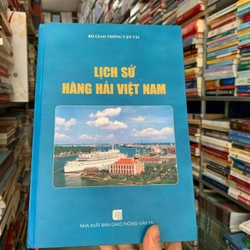 BỘ GIAO THÔNG VẬN TẢI
LỊCH SỬ
HÀNG HẢI VIỆT NAM
NHÀ XUẤT BẢN GIAO THÔNG VẬN TẢI